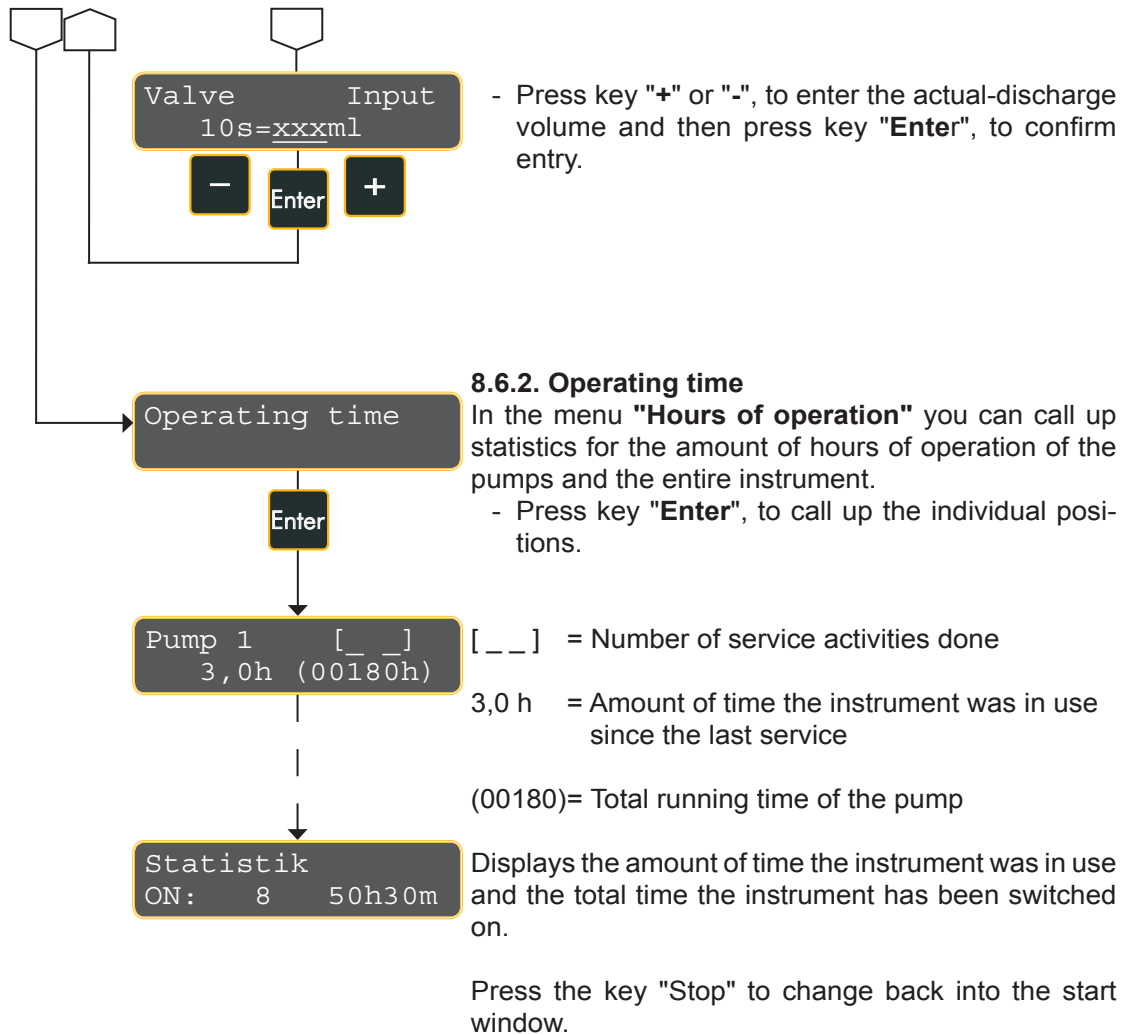 Valve Input
10s=xxxml
−
Enter
+
- Press key "+" or "-", to enter the actual-discharge
volume and then press key "Enter", to confirm
entry.
8.6.2. Operating time
Operating time
In the menu "Hours of operation" you can call up
statistics for the amount of hours of operation of the
pumps and the entire instrument.
Enter
- Press key "Enter", to call up the individual posi-
tions.
Pump 1 [_ _]
3,0h (00180h)
[ _ _ ] = Number of service activities done
3,0 h = Amount of time the instrument was in use
since the last service
(00180)= Total running time of the pump
Statistik
ON: 8 50h30m
Displays the amount of time the instrument was in use
and the total time the instrument has been switched
on.
Press the key "Stop" to change back into the start
window.